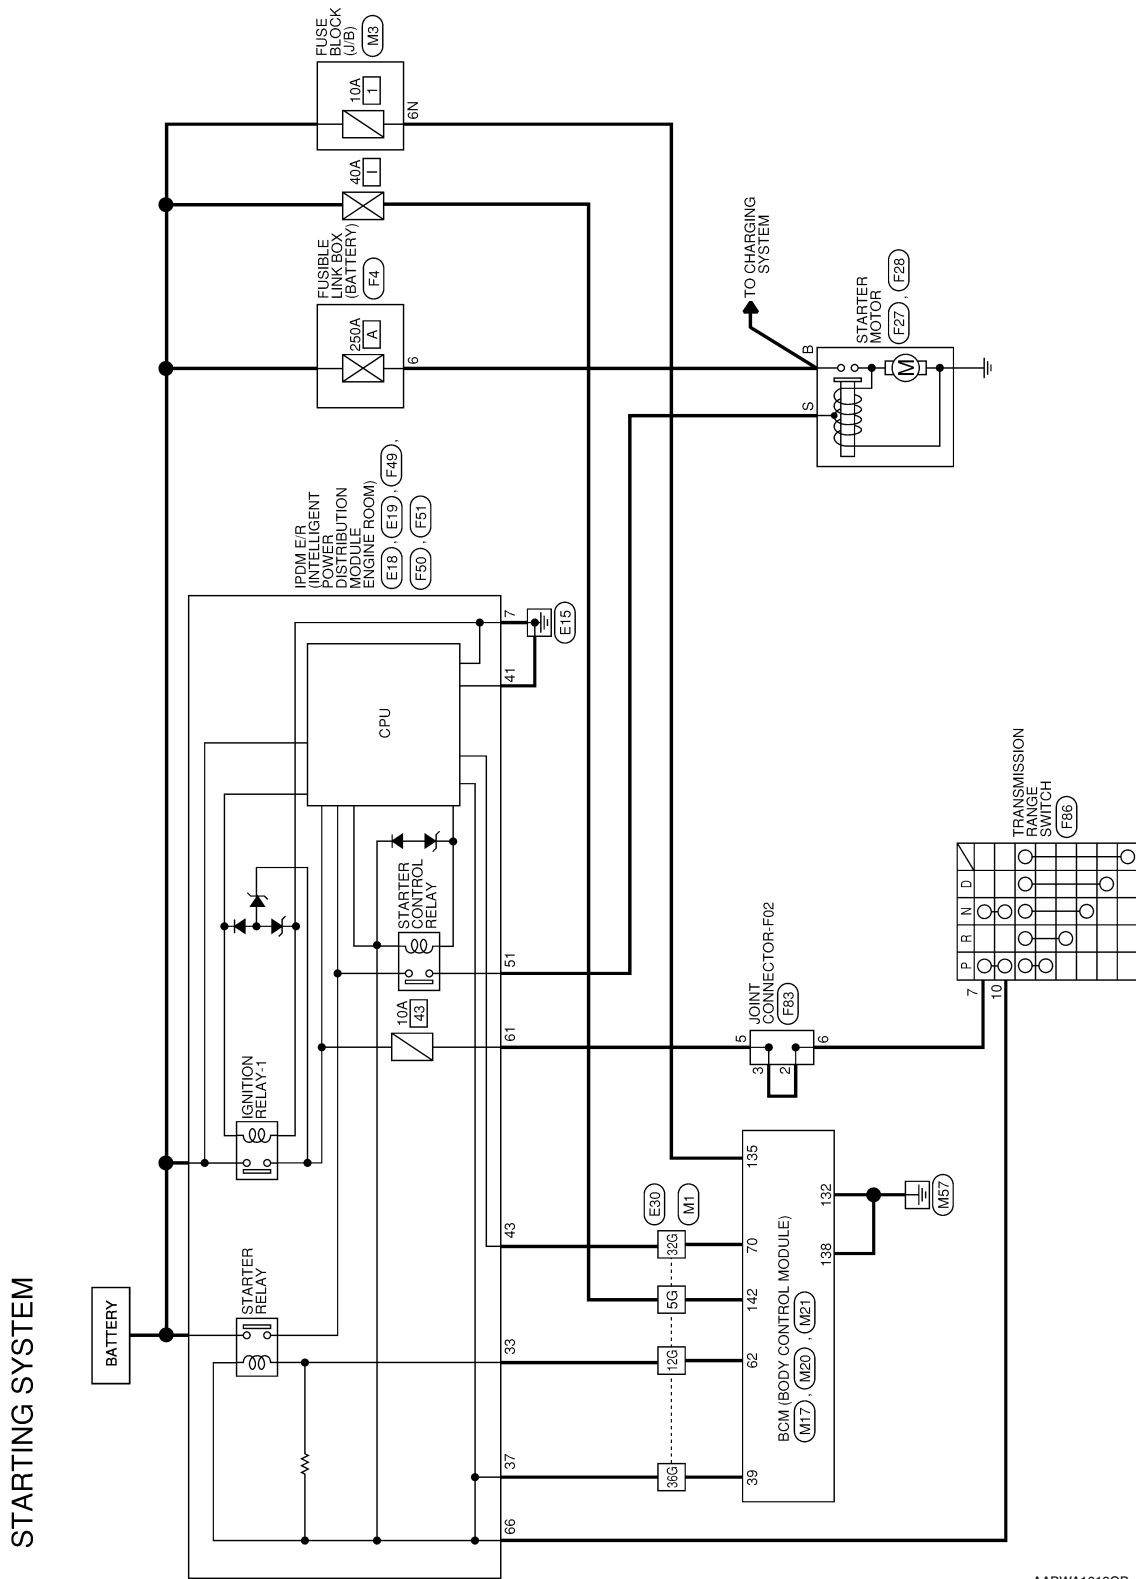 STARTING SYSTEM
BATTERY
STARTER
RELAY
IGNITION
RELAY-1
10A
43
STARTER
CONTROL
RELAY
CPU
IPDM E/R
(INTELLIGENT
POWER
DISTRIBUTION
MODULE
ENGINE ROOM)
E18 , E19 , F49 ,
F50 , F51
FUSIBLE
LINK BOX
(BATTERY)
F4
250A
A
6
40A
I
FUSE
BLOCK
(J/B)
M3
10A
1
6N
66
37
33
43
61
51
41
7
E15
36G
12G
5G
32G
E30
M1
39
62
142
70
135
BCM (BODY CONTROL MODULE)
M17 , M20 , M21
138
132
M57
JOINT
CONNECTOR-F02
F83
5
3
2
6
TO CHARGING
SYSTEM
S
B
STARTER
MOTOR
F27 , F28
M
7
10
P
R
N
D
TRANSMISSION
RANGE
SWITCH
F86